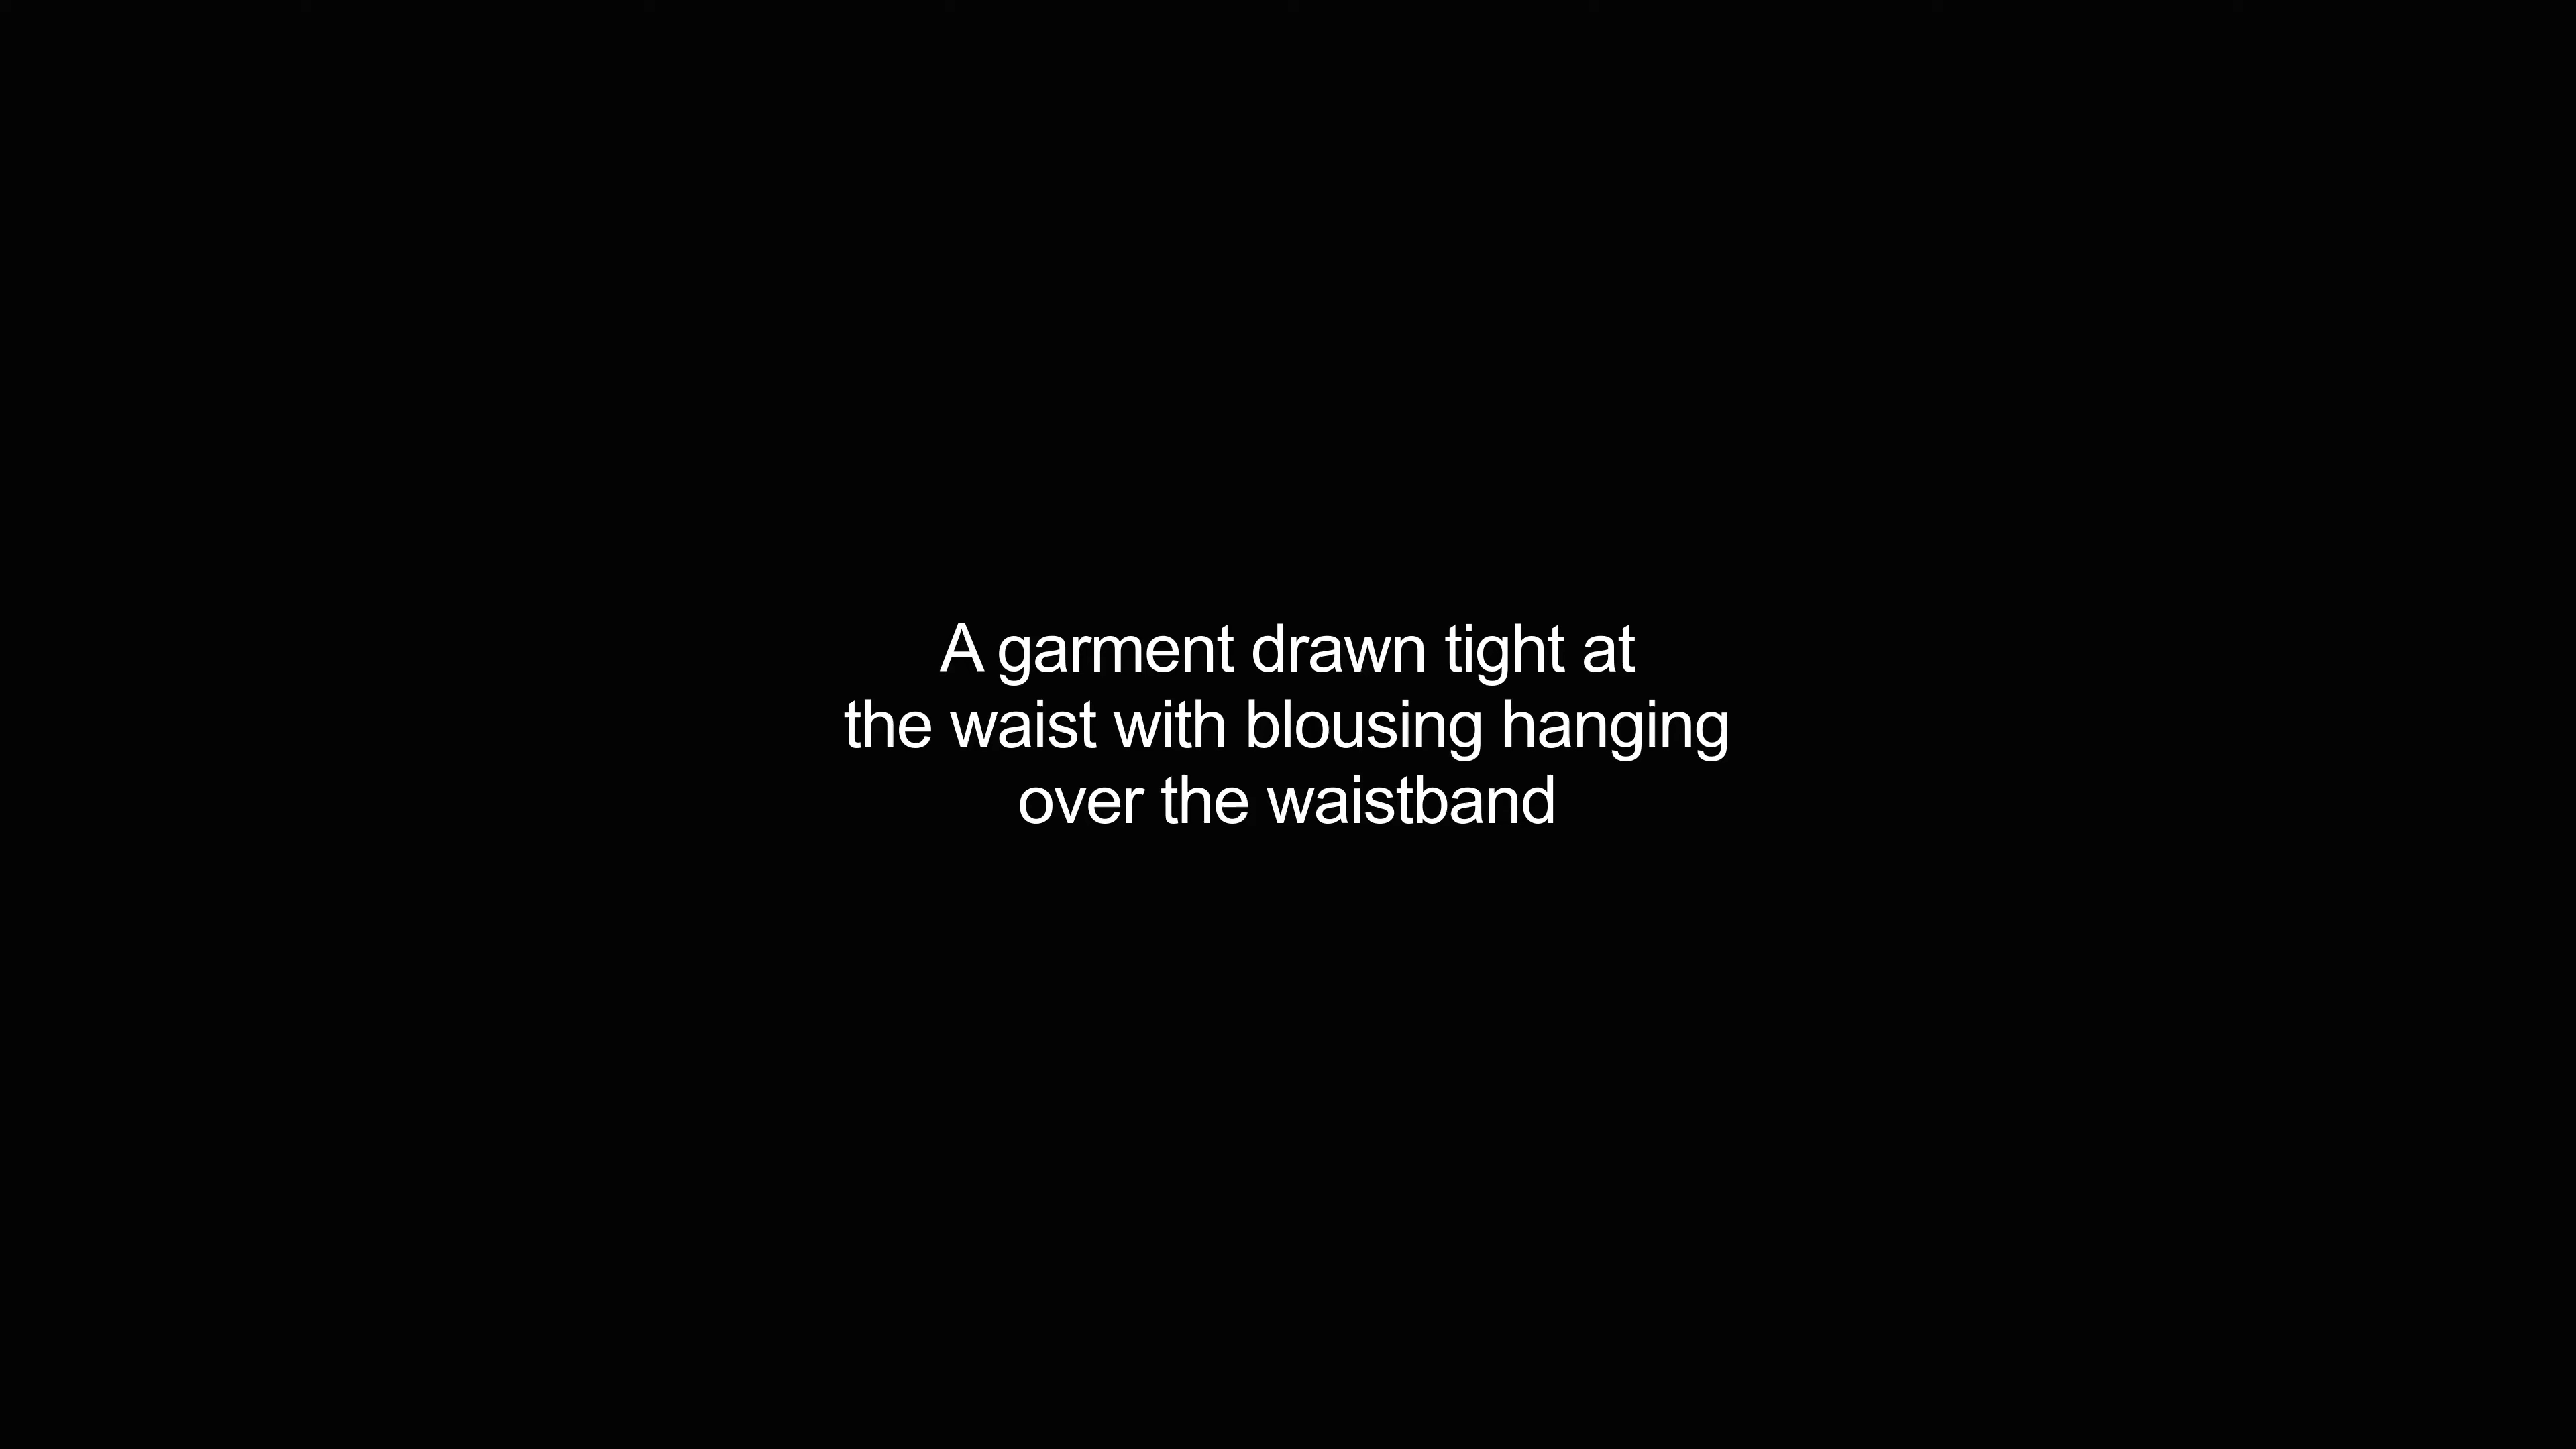 A garment drawn tight at
the waist with blousing hanging
over the waistband